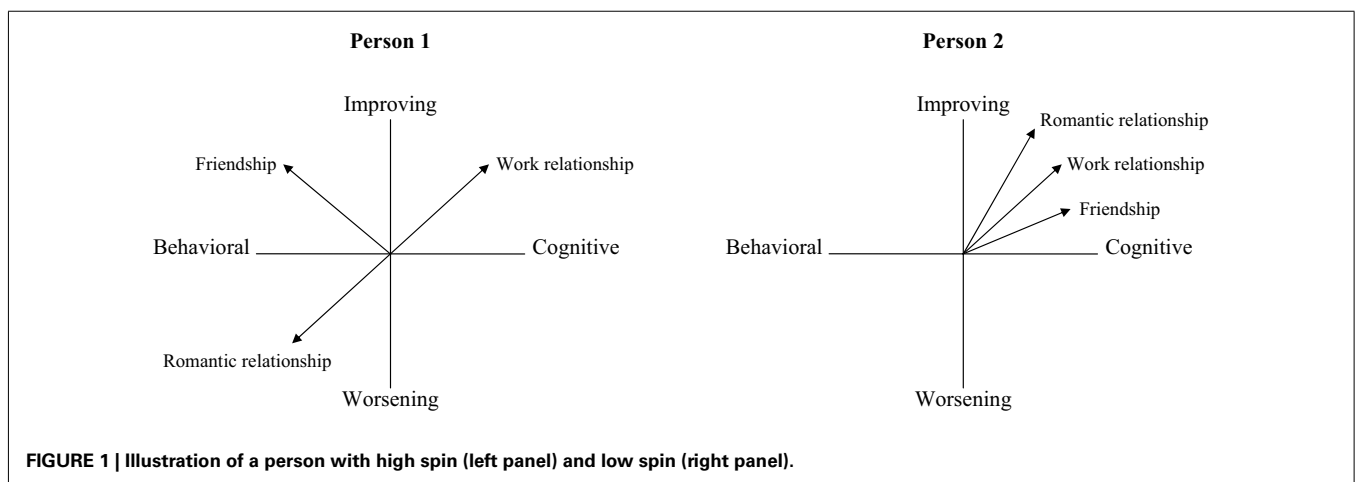 Person 1
Improving
Friendship
Work relationship
Behavioral
Cognitive
Romantic relationship
Worsening
Person 2
Improving
Romantic relationship
Work relationship
Friendship
Behavioral
Cognitive
Worsening
FIGURE 1 | Illustration of a person with high spin (left panel) and low spin (right panel).